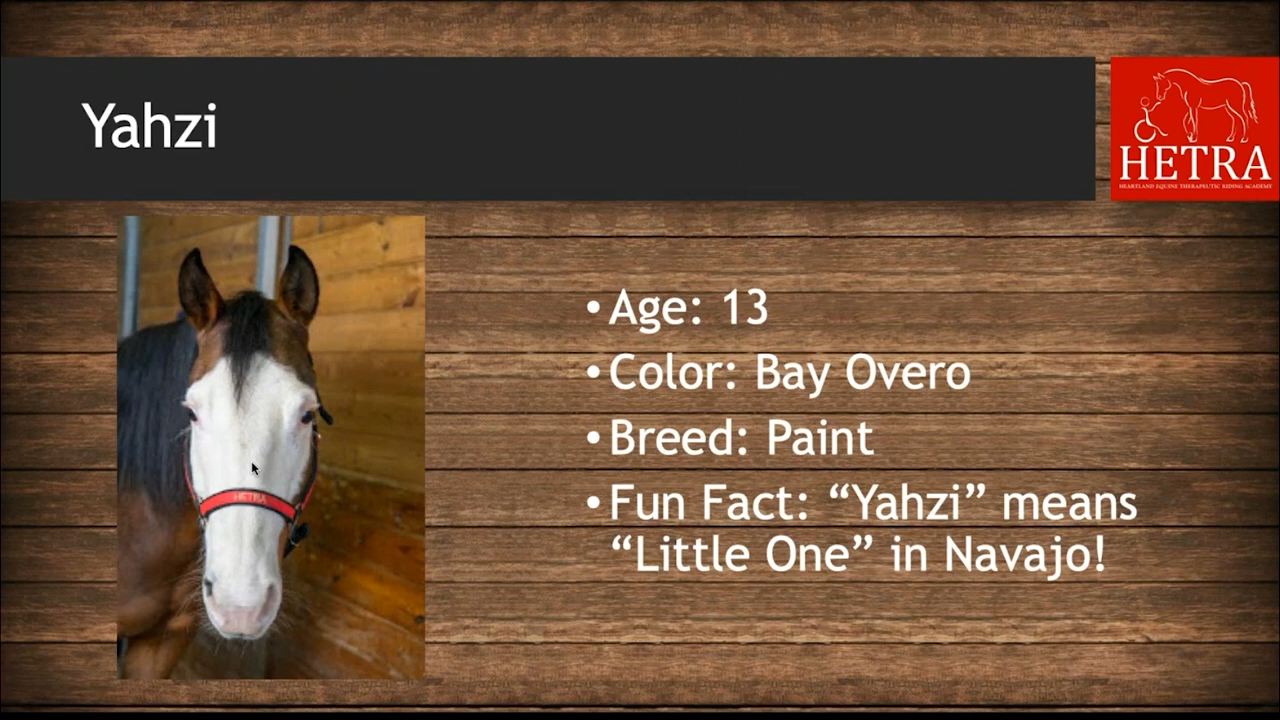 Yahzi
HETRA
HEARTLAND EQUINE THERAPEUTIC RIDING ACADEMY
HETRA
• Age: 13
• Color: Bay Overo
• Breed: Paint
• Fun Fact: “Yahzi” means
“Little One” in Navajo!